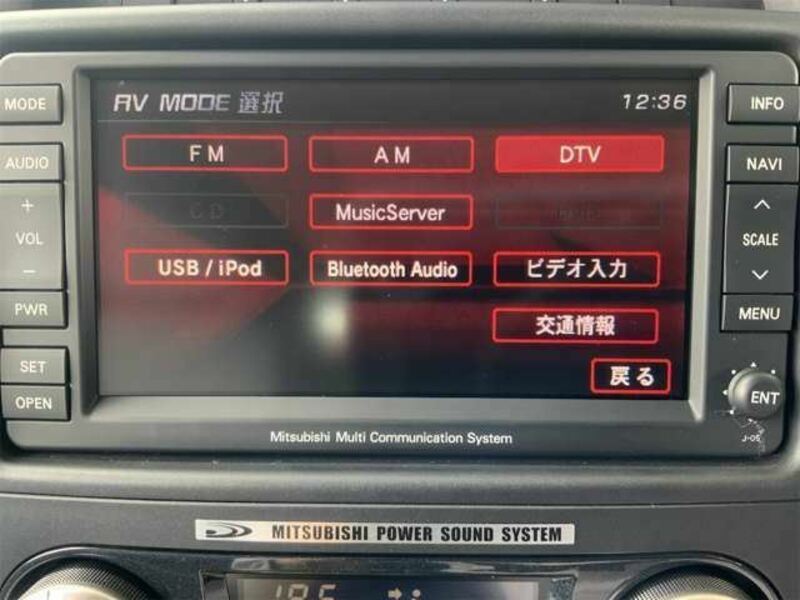 MODE
AUDIO
+
VOL
−
PWR
SET
OPEN
AV MODE 選択
12:36
FM
AM
DTV
CD
MusicServer
USB / iPod
Bluetooth Audio
ビデオ入力
交通情報
戻る
INFO
NAVI
SCALE
MENU
ENT
J-05
Mitsubishi Multi Communication System
MITSUBISHI POWER SOUND SYSTEM